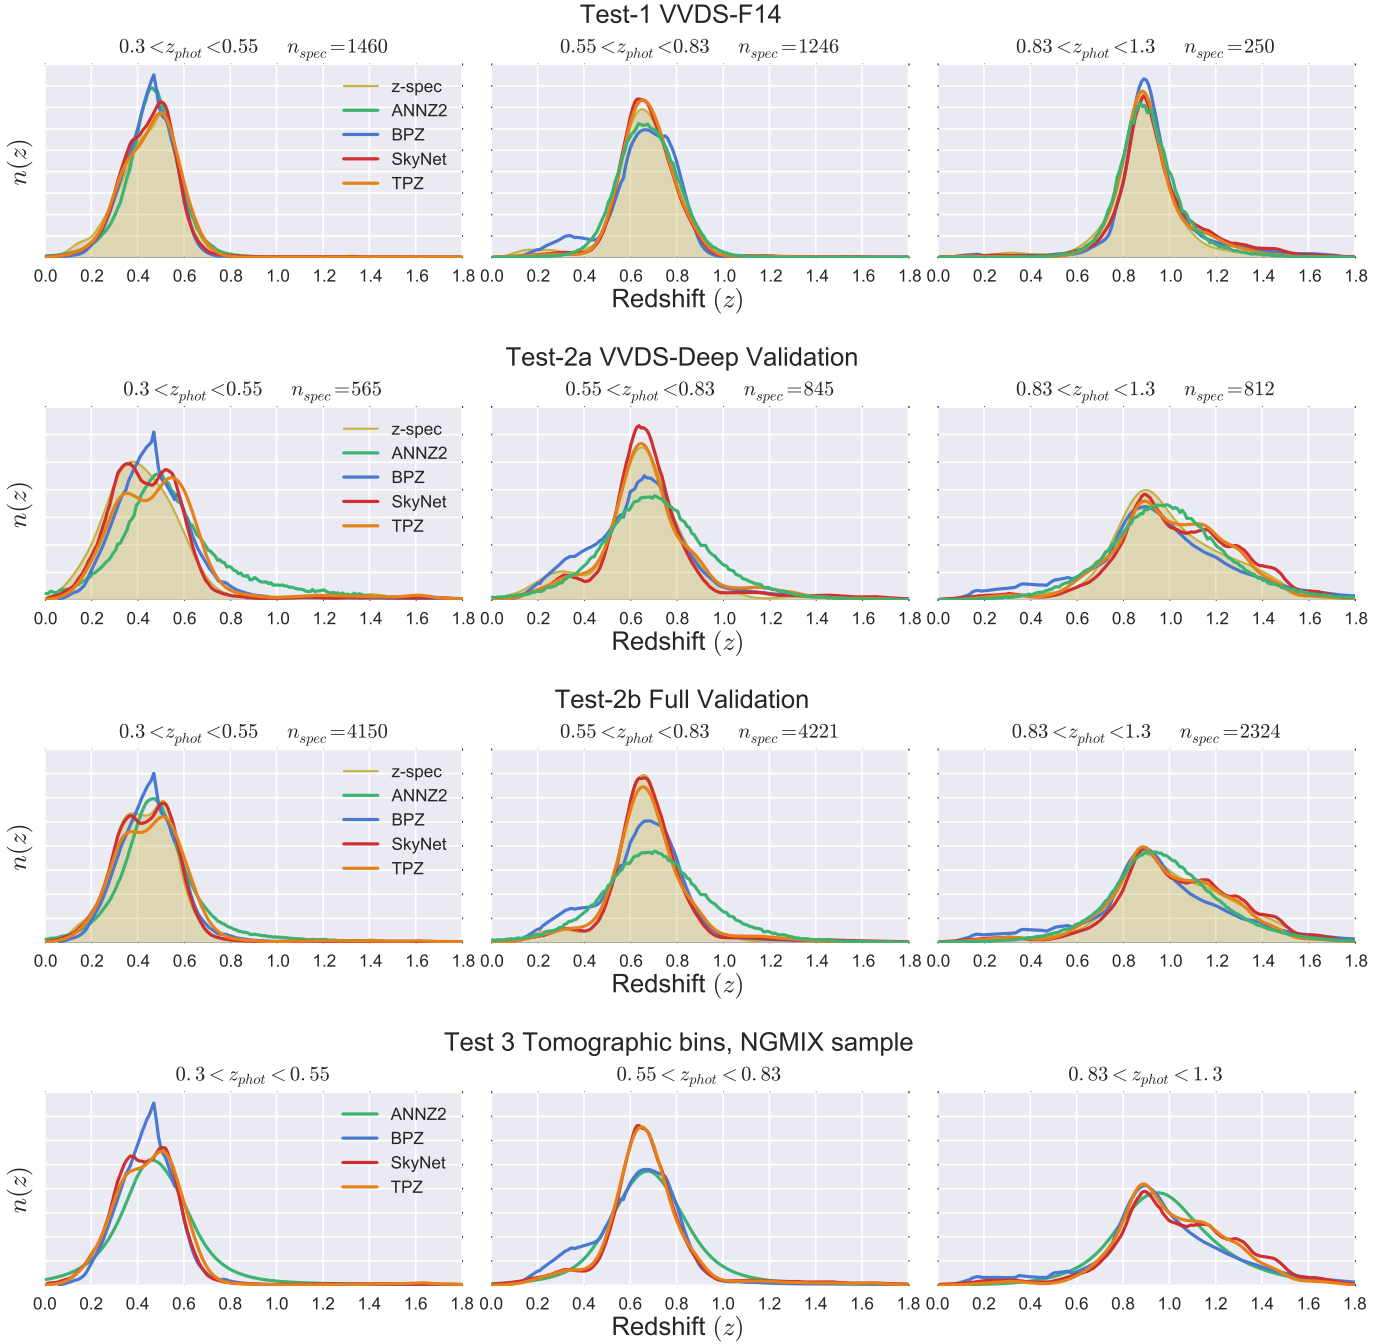 Test-1 VVDS-F14
0.3 < z_phot < 0.55 n_spec = 1460
0.55 < z_phot < 0.83 n_spec = 1246
0.83 < z_phot < 1.3 n_spec = 250
n(z)
z-spec
ANNZ2
BPZ
SkyNet
TPZ
0.0 0.2 0.4 0.6 0.8 1.0 1.2 1.4 1.6 1.8
0.0 0.2 0.4 0.6 0.8 1.0 1.2 1.4 1.6 1.8
0.0 0.2 0.4 0.6 0.8 1.0 1.2 1.4 1.6 1.8
Redshift (z)
Test-2a VVDS-Deep Validation
0.3 < z_phot < 0.55 n_spec = 565
0.55 < z_phot < 0.83 n_spec = 845
0.83 < z_phot < 1.3 n_spec = 812
n(z)
z-spec
ANNZ2
BPZ
SkyNet
TPZ
0.0 0.2 0.4 0.6 0.8 1.0 1.2 1.4 1.6 1.8
0.0 0.2 0.4 0.6 0.8 1.0 1.2 1.4 1.6 1.8
0.0 0.2 0.4 0.6 0.8 1.0 1.2 1.4 1.6 1.8
Redshift (z)
Test-2b Full Validation
0.3 < z_phot < 0.55 n_spec = 4150
0.55 < z_phot < 0.83 n_spec = 4221
0.83 < z_phot < 1.3 n_spec = 2324
n(z)
z-spec
ANNZ2
BPZ
SkyNet
TPZ
0.0 0.2 0.4 0.6 0.8 1.0 1.2 1.4 1.6 1.8
0.0 0.2 0.4 0.6 0.8 1.0 1.2 1.4 1.6 1.8
0.0 0.2 0.4 0.6 0.8 1.0 1.2 1.4 1.6 1.8
Redshift (z)
Test 3 Tomographic bins, NGMIX sample
0.3 < z_phot < 0.55
0.55 < z_phot < 0.83
0.83 < z_phot < 1.3
n(z)
ANNZ2
BPZ
SkyNet
TPZ
0.0 0.2 0.4 0.6 0.8 1.0 1.2 1.4 1.6 1.8
0.0 0.2 0.4 0.6 0.8 1.0 1.2 1.4 1.6 1.8
0.0 0.2 0.4 0.6 0.8 1.0 1.2 1.4 1.6 1.8
Redshift (z)